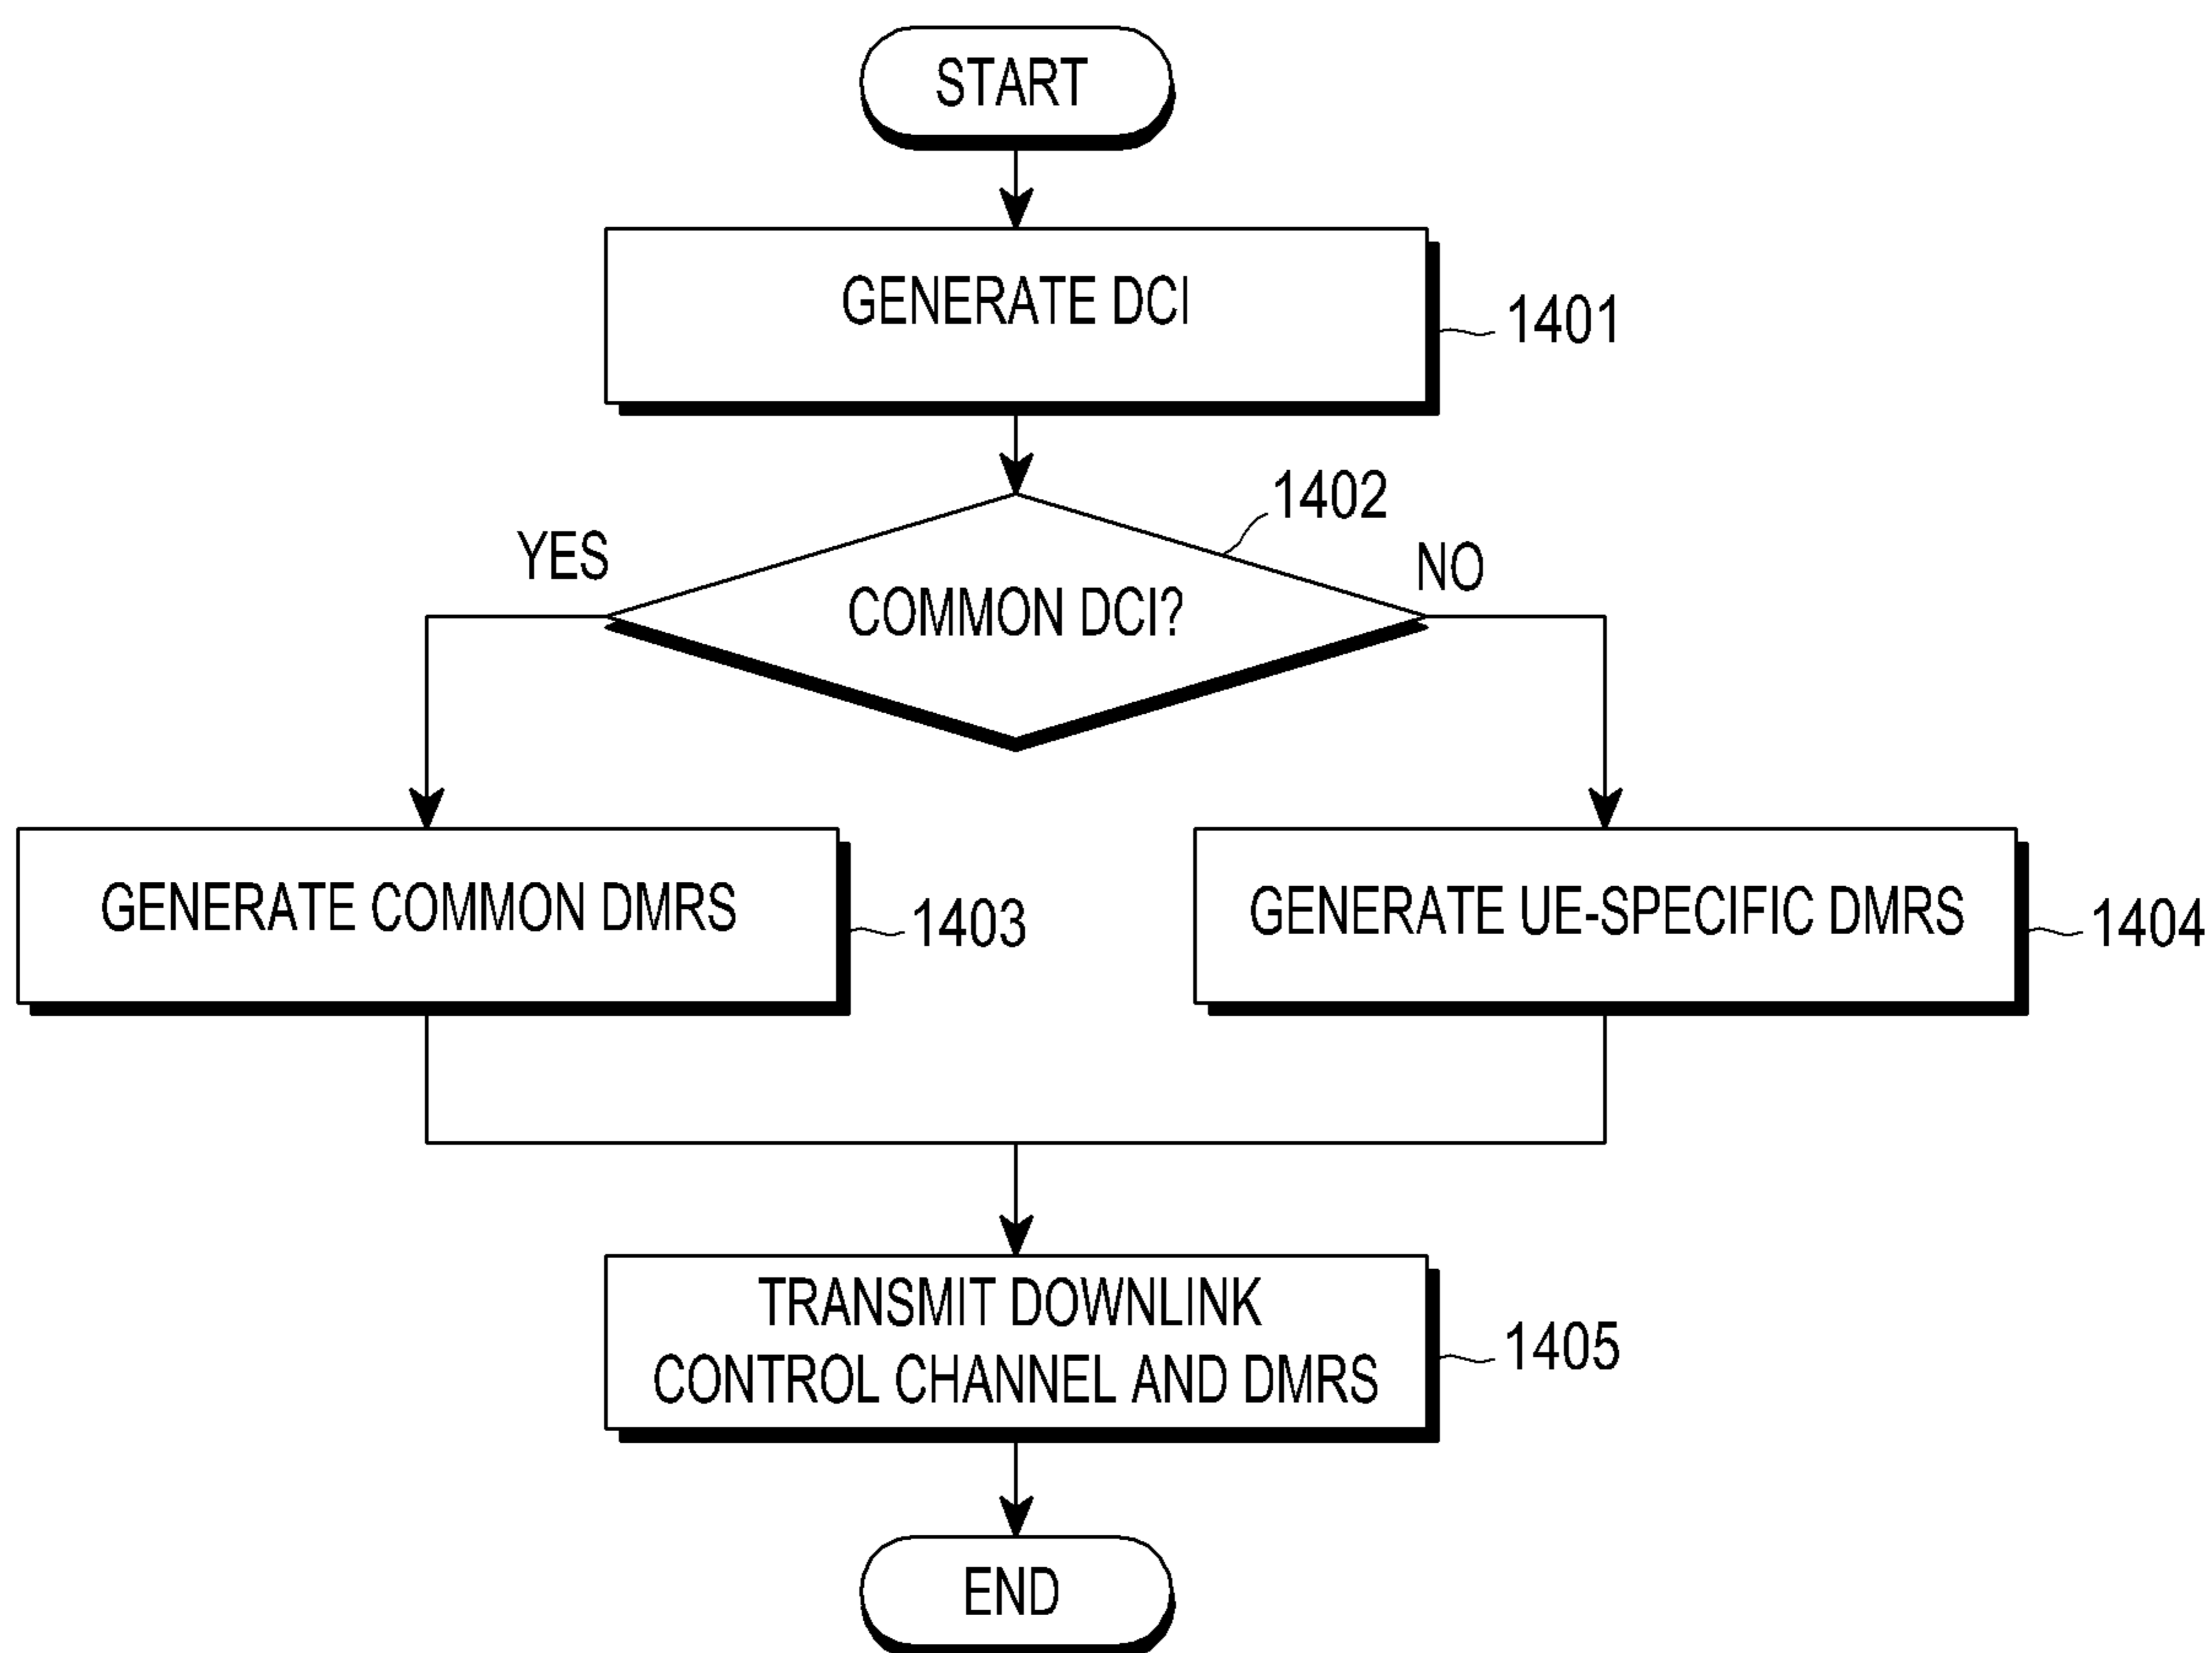 START
GENERATE DCI
1401
1402
YES
NO
COMMON DCI?
GENERATE COMMON DMRS
1403
GENERATE UE-SPECIFIC DMRS
1404
TRANSMIT DOWNLINK
CONTROL CHANNEL AND DMRS
1405
END